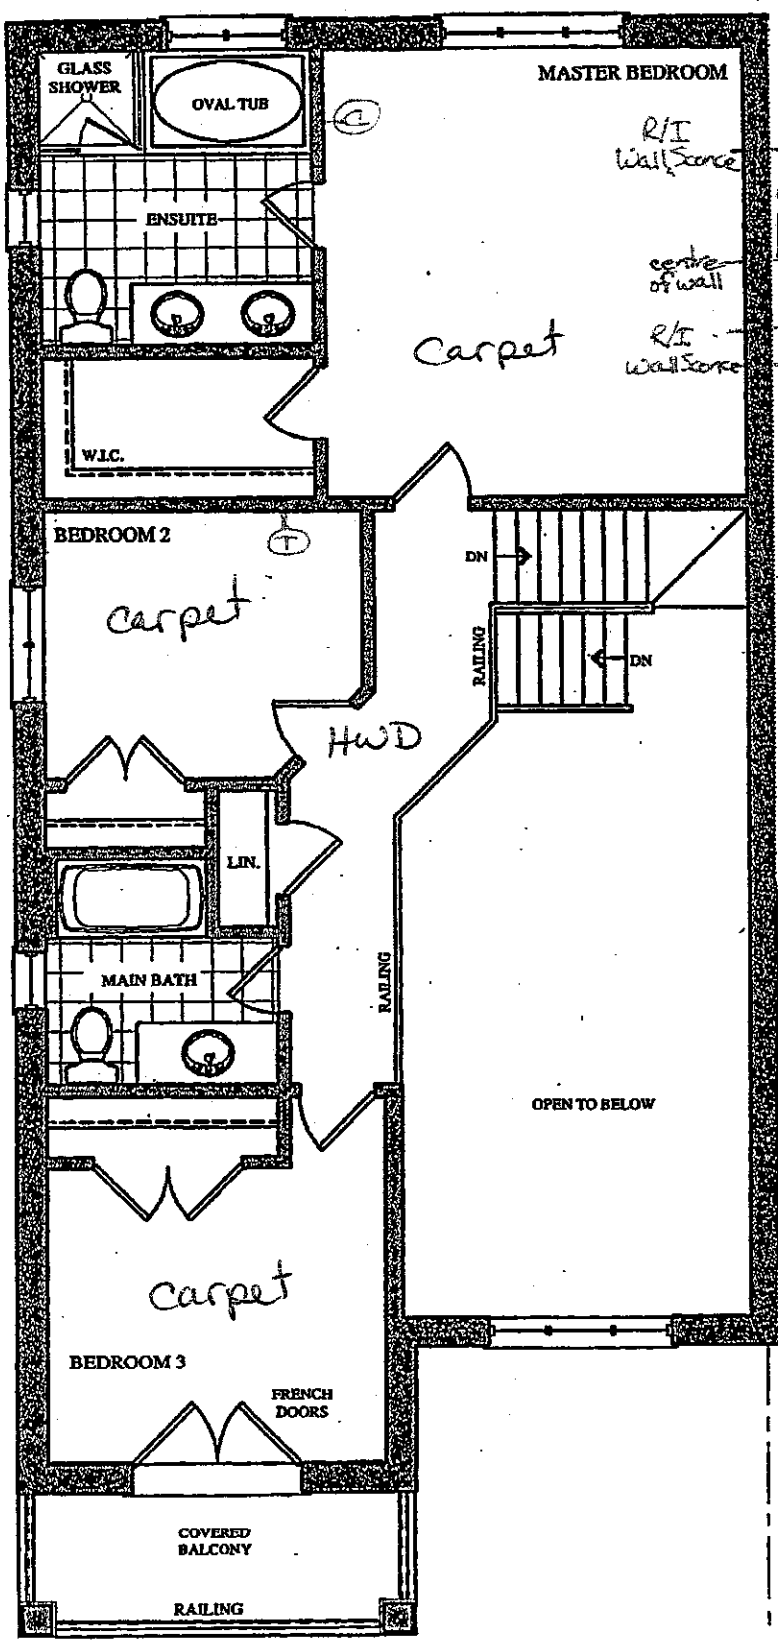 GLASS
SHOWER
OVAL TUB
MASTER BEDROOM
R/I
Wall Sconce
ENSUITE
centre
of wall
R/I
Wall Sconce
Carpet
W.I.C.
BEDROOM 2
T
Carpet
DN
RAILING
DN
HWD
LIN.
MAIN BATH
RAILING
OPEN TO BELOW
Carpet
BEDROOM 3
FRENCH
DOORS
COVERED
BALCONY
RAILING